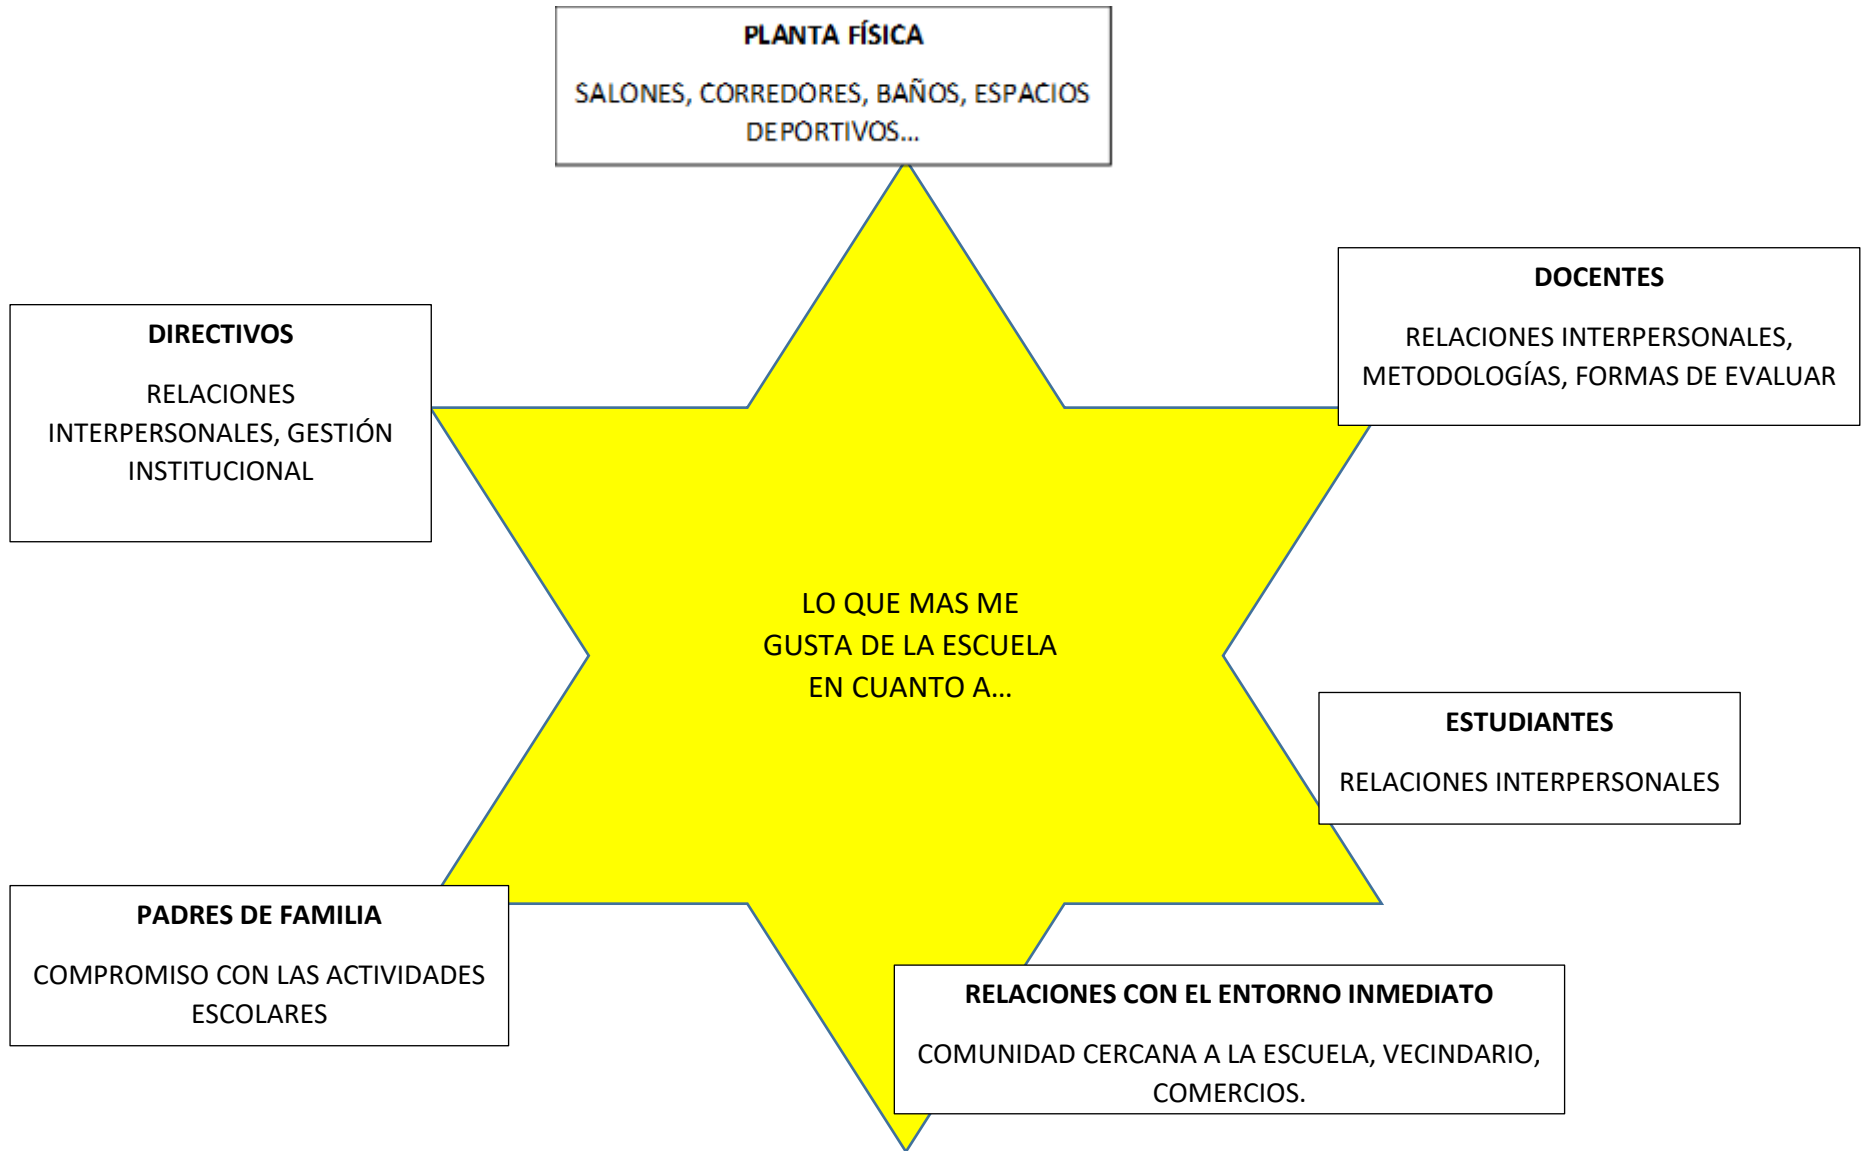 PLANTA FÍSICA
SALONES, CORREDORES, BAÑOS, ESPACIOS
DEPORTIVOS...
DOCENTES
RELACIONES INTERPERSONALES,
METODOLOGÍAS, FORMAS DE EVALUAR
DIRECTIVOS
RELACIONES
INTERPERSONALES, GESTIÓN
INSTITUCIONAL
LO QUE MAS ME
GUSTA DE LA ESCUELA
EN CUANTO A...
ESTUDIANTES
RELACIONES INTERPERSONALES
PADRES DE FAMILIA
COMPROMISO CON LAS ACTIVIDADES
ESCOLARES
RELACIONES CON EL ENTORNO INMEDIATO
COMUNIDAD CERCANA A LA ESCUELA, VECINDARIO,
COMERCIOS.